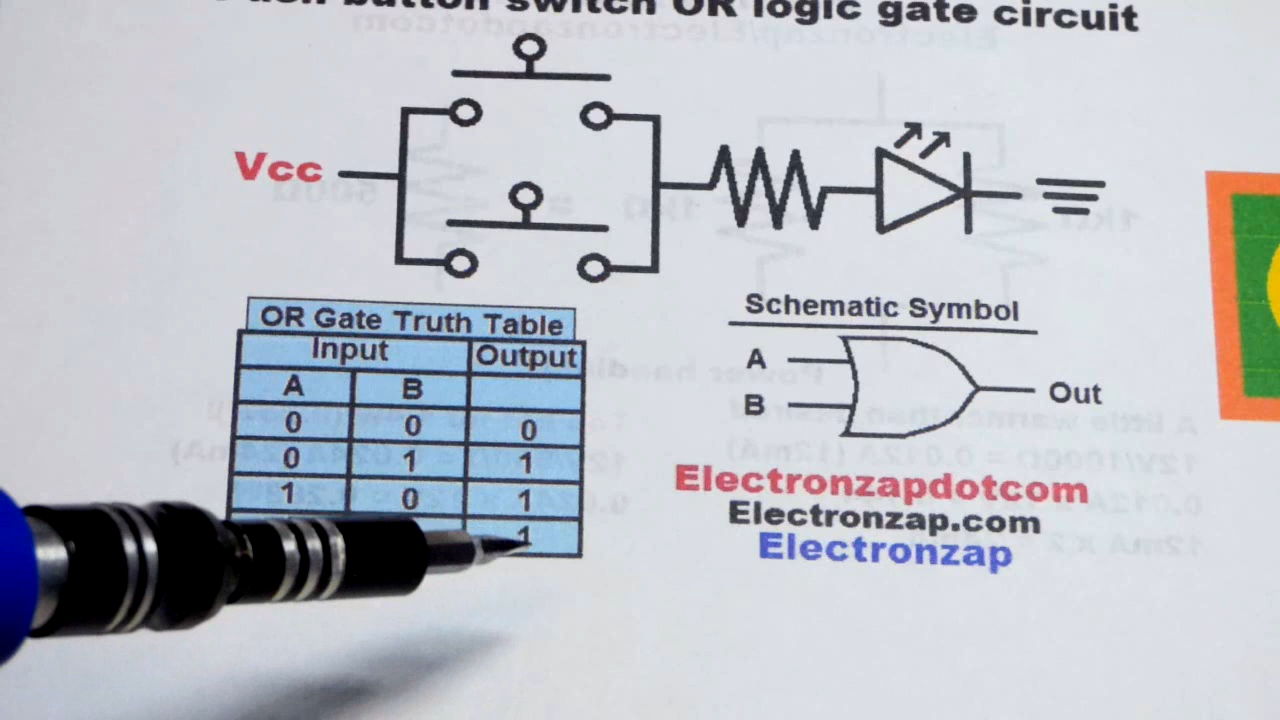 button switch OR logic gate circuit
Vcc
OR Gate Truth Table
Input Output
A B
0 0 0
0 1 1
1 0 1
1
Schematic Symbol
A
B
Out
Electronzapdotcom
Electronzap.com
Electronzap